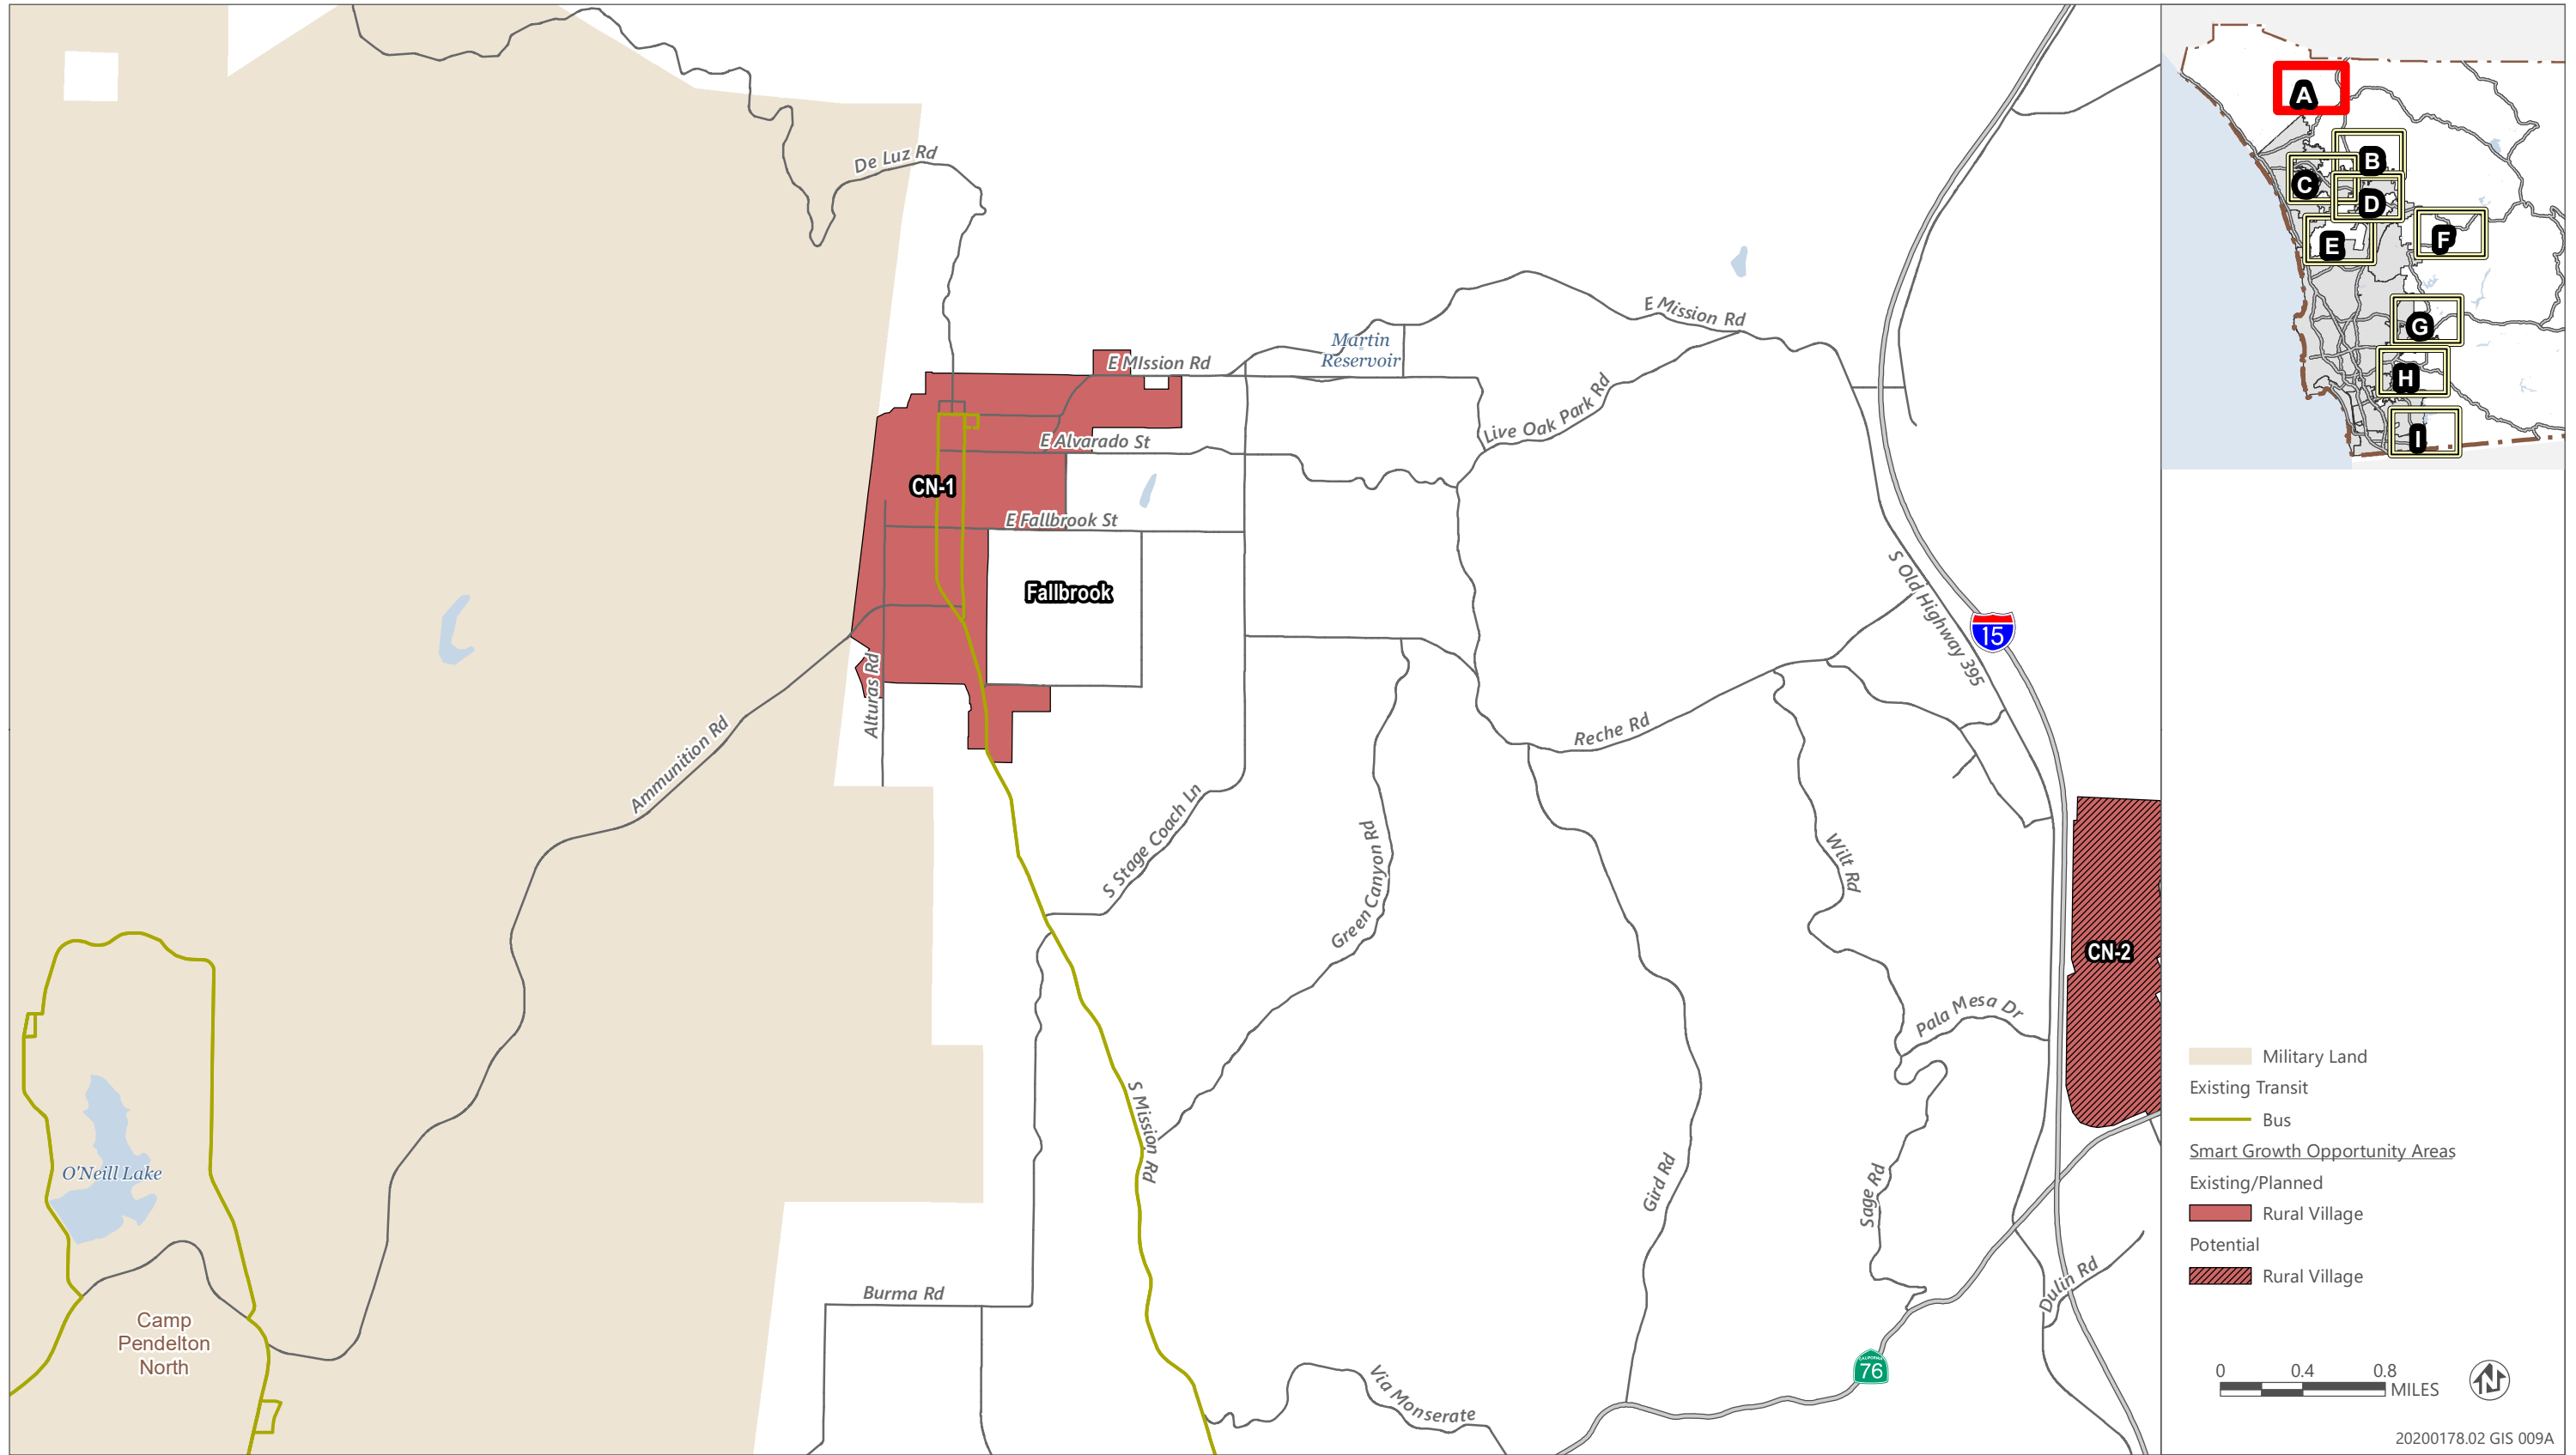 De Luz Rd
E Mission Rd
Martin
Reservoir
E MIssion Rd
Live Oak Park Rd
E Alvarado St
CN-1
E Fallbrook St
Fallbrook
S Old Highway 395
15
Alturas Rd
Ammunition Rd
Reche Rd
S Stage Coach Ln
Green Canyon Rd
Wilt Rd
CN-2
Pala Mesa Dr
S Mission Rd
O'Neill Lake
Gird Rd
Sage Rd
Dulin Rd
Burma Rd
Camp
Pendelton
North
CALIFORNIA
76
Via Monserate
A
B
C
D
E
F
G
H
I
Military Land
Existing Transit
Bus
Smart Growth Opportunity Areas
Existing/Planned
Rural Village
Potential
Rural Village
0 0.4 0.8
MILES
N
20200178.02 GIS 009A